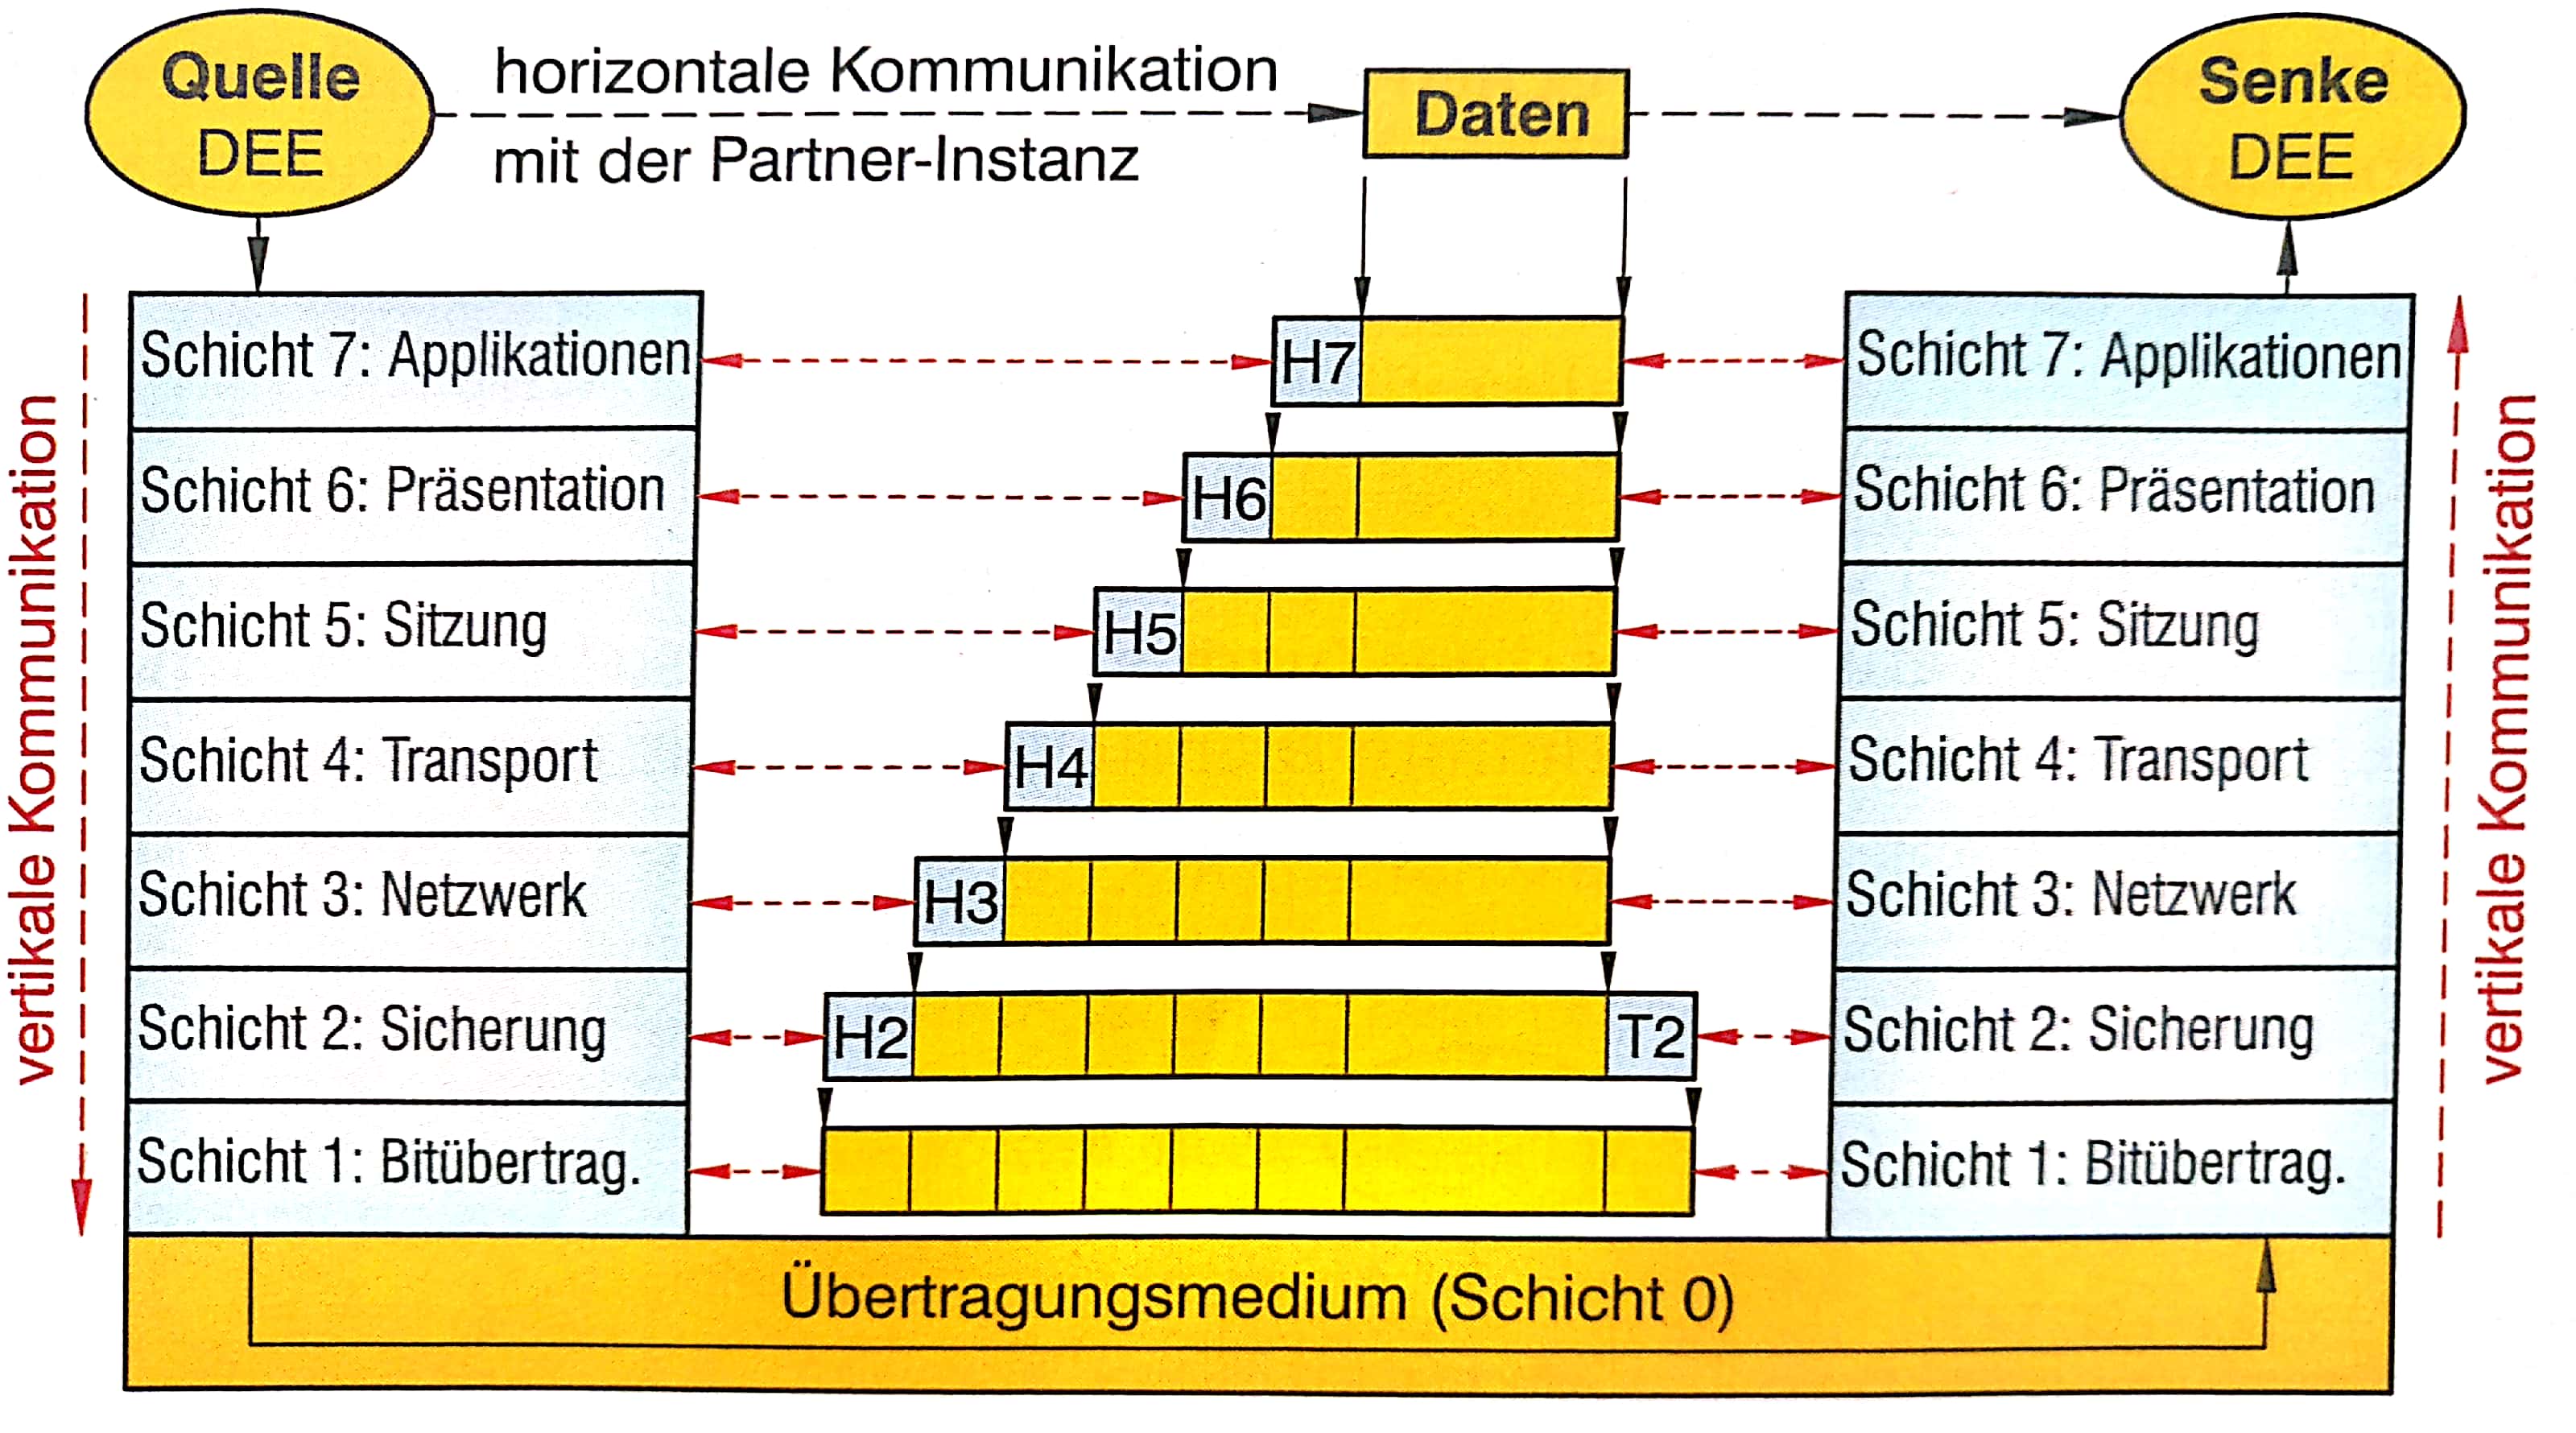 Quelle
DEE
horizontale Kommunikation
mit der Partner-Instanz
Daten
Senke
DEE
vertikale Kommunikation
Schicht 7: Applikationen
H7
Schicht 7: Applikationen
Schicht 6: Präsentation
H6
Schicht 6: Präsentation
Schicht 5: Sitzung
H5
Schicht 5: Sitzung
Schicht 4: Transport
H4
Schicht 4: Transport
Schicht 3: Netzwerk
H3
Schicht 3: Netzwerk
Schicht 2: Sicherung
H2
T2
Schicht 2: Sicherung
Schicht 1: Bitübertrag.
Schicht 1: Bitübertrag.
vertikale Kommunikation
Übertragungsmedium (Schicht 0)